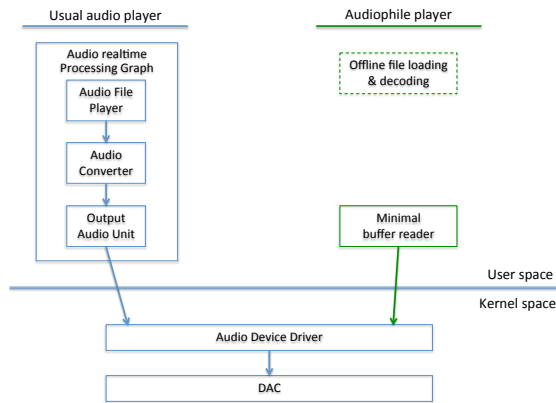 Usual audio player
Audiophile player
Audio realtime
Processing Graph
Audio File
Player
Audio
Converter
Output
Audio Unit
Offline file loading
& decoding
Minimal
buffer reader
User space
Kernel space
Audio Device Driver
DAC